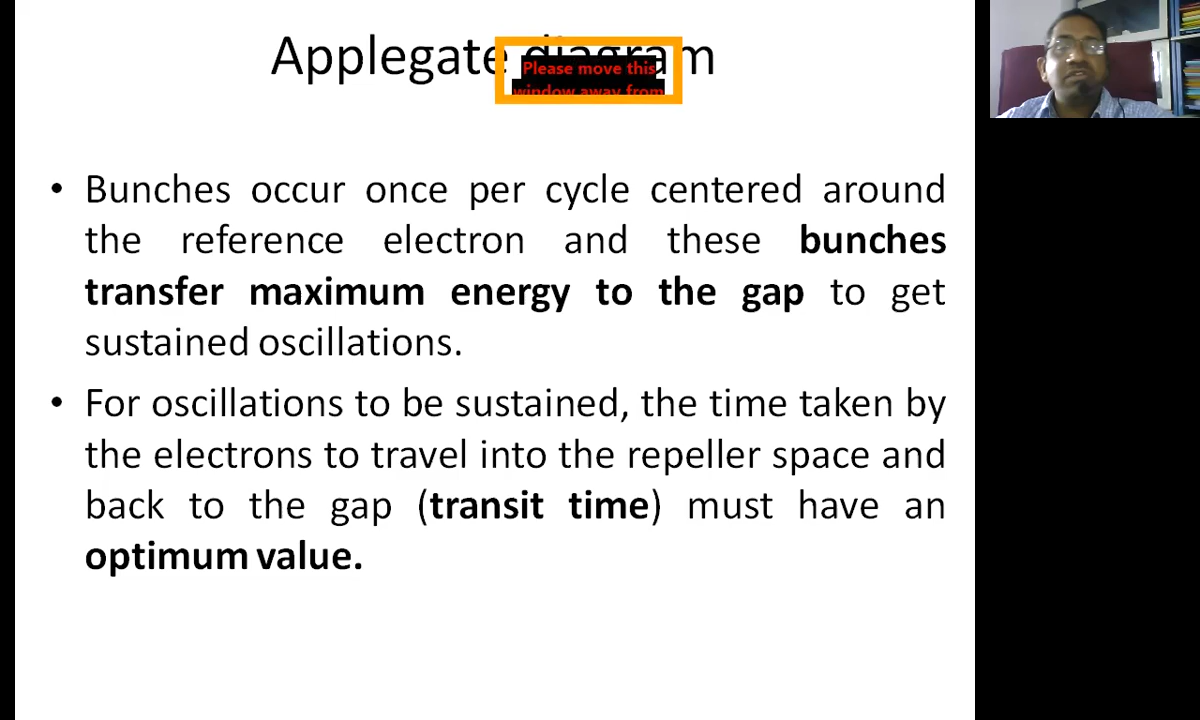 Applegate diagram
Please move this
window away from
• Bunches occur once per cycle centered around
the reference electron and these bunches
transfer maximum energy to the gap to get
sustained oscillations.
• For oscillations to be sustained, the time taken by
the electrons to travel into the repeller space and
back to the gap (transit time) must have an
optimum value.